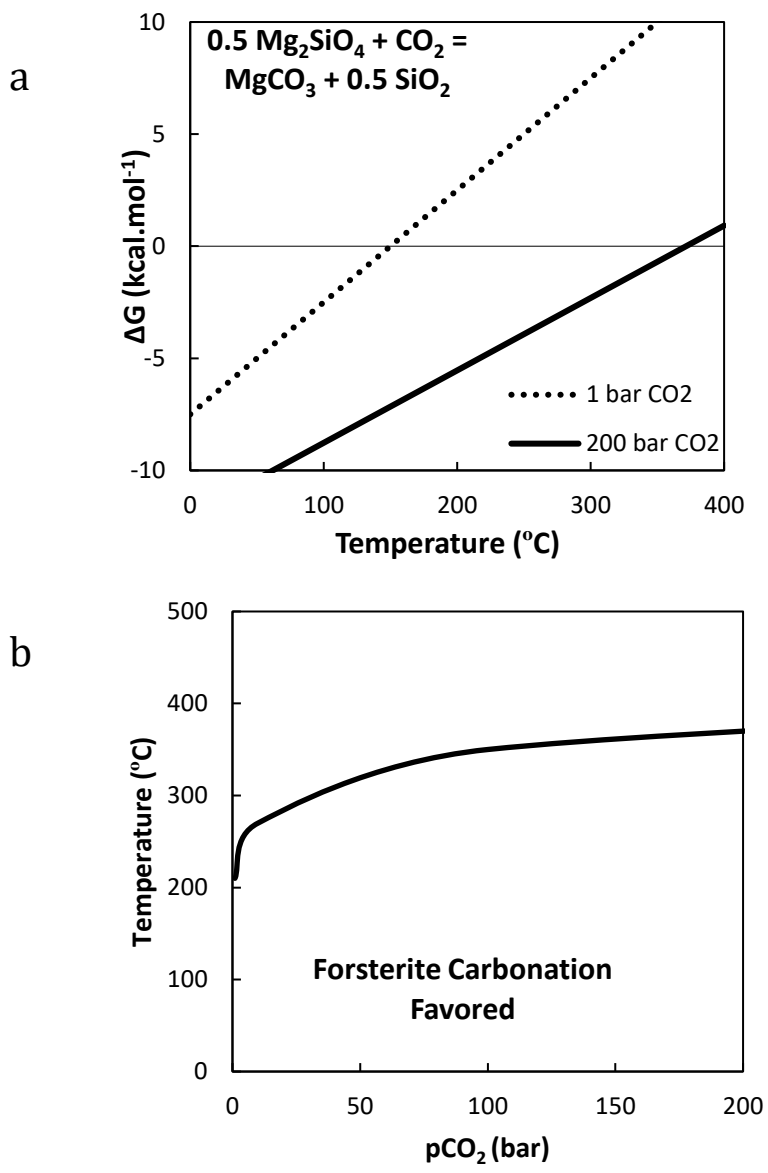 a
0.5 Mg₂SiO₄ + CO₂ =
MgCO₃ + 0.5 SiO₂
10
5
0
-5
-10
ΔG (kcal.mol⁻¹)
1 bar CO2
200 bar CO2
0 100 200 300 400
Temperature (ºC)
b
500
400
300
200
100
0
Temperature (ºC)
Forsterite Carbonation
Favored
0 50 100 150 200
pCO₂ (bar)